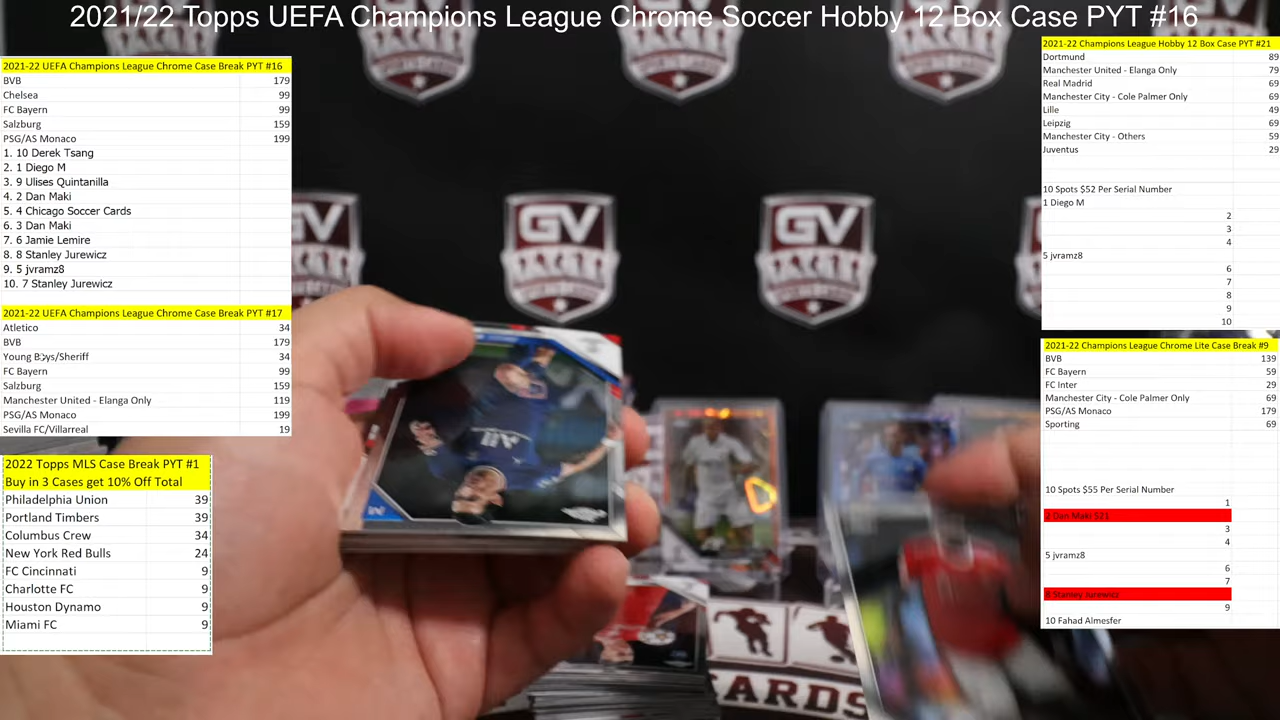 2021/22 Topps UEFA Champions League Chrome Soccer Hobby 12 Box Case PYT #16
2021-22 UEFA Champions League Chrome Case Break PYT #16
BVB 179
Chelsea 99
FC Bayern 99
Salzburg 159
PSG/AS Monaco 199
1. 10 Derek Tsang
2. 1 Diego M
3. 9 Ulises Quintanilla
4. 2 Dan Maki
5. 4 Chicago Soccer Cards
6. 3 Dan Maki
7. 6 Jamie Lemire
8. 8 Stanley Jurewicz
9. 5 jvramz8
10. 7 Stanley Jurewicz
2021-22 UEFA Champions League Chrome Case Break PYT #17
Atletico 34
BVB 179
Young Boys/Sheriff 34
FC Bayern 99
Salzburg 159
Manchester United - Elanga Only 119
PSG/AS Monaco 199
Sevilla FC/Villarreal 19
2022 Topps MLS Case Break PYT #1
Buy in 3 Cases get 10% Off Total
Philadelphia Union 39
Portland Timbers 39
Columbus Crew 34
New York Red Bulls 24
FC Cincinnati 9
Charlotte FC 9
Houston Dynamo 9
Miami FC 9
2021-22 Champions League Hobby 12 Box Case PYT #21
Dortmund 89
Manchester United - Elanga Only 79
Real Madrid 69
Manchester City - Cole Palmer Only 69
Lille 49
Leipzig 69
Manchester City - Others 59
Juventus 29
10 Spots $52 Per Serial Number
1 Diego M
2
3
4
5 jvramz8
6
7
8
9
10
2021-22 Champions League Chrome Lite Case Break #9
BVB 139
FC Bayern 59
FC Inter 29
Manchester City - Cole Palmer Only 69
PSG/AS Monaco 179
Sporting 69
10 Spots $55 Per Serial Number
1
2 Dan Maki 521
3
4
5 jvramz8
6
7
8 Stanley Jurewicz
9
10 Fahad Almesfer
GV
GV
CARDS